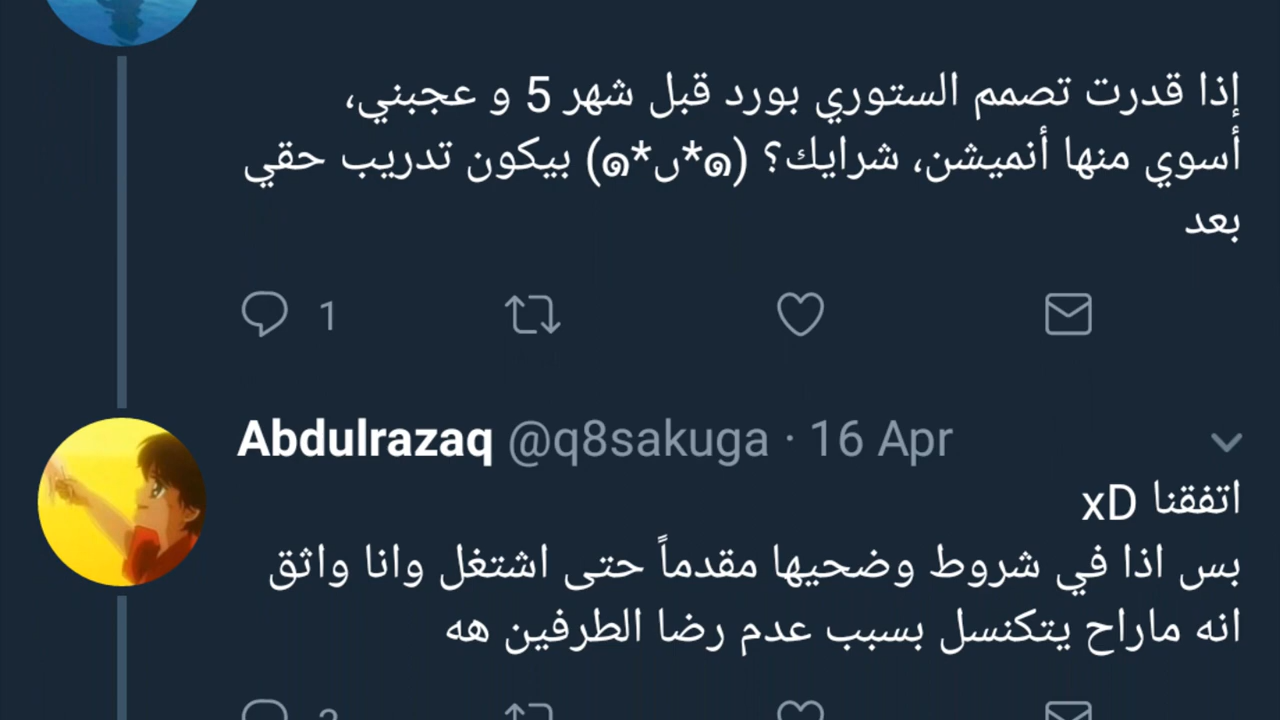 إذا قدرت تصمم الستوري بورد قبل شهر 5 و عجبني،
أسوي منها أنميشن، شرايك؟ (๑*ں*๑) بيكون تدريب حقي
بعد
1
Abdulrazaq @q8sakuga · 16 Apr
اتفقنا xD
بس اذا في شروط وضحيها مقدماً حتى اشتغل وانا واثق
انه ماراح يتكنسل بسبب عدم رضا الطرفين هه